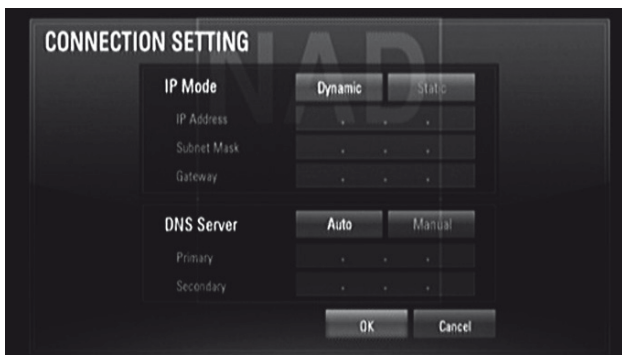 CONNECTION SETTING
NAD
IP Mode Dynamic Static
IP Address . . .
Subnet Mask . . .
Gateway . . .
DNS Server Auto Manual
Primary . . .
Secondary . . .
OK Cancel